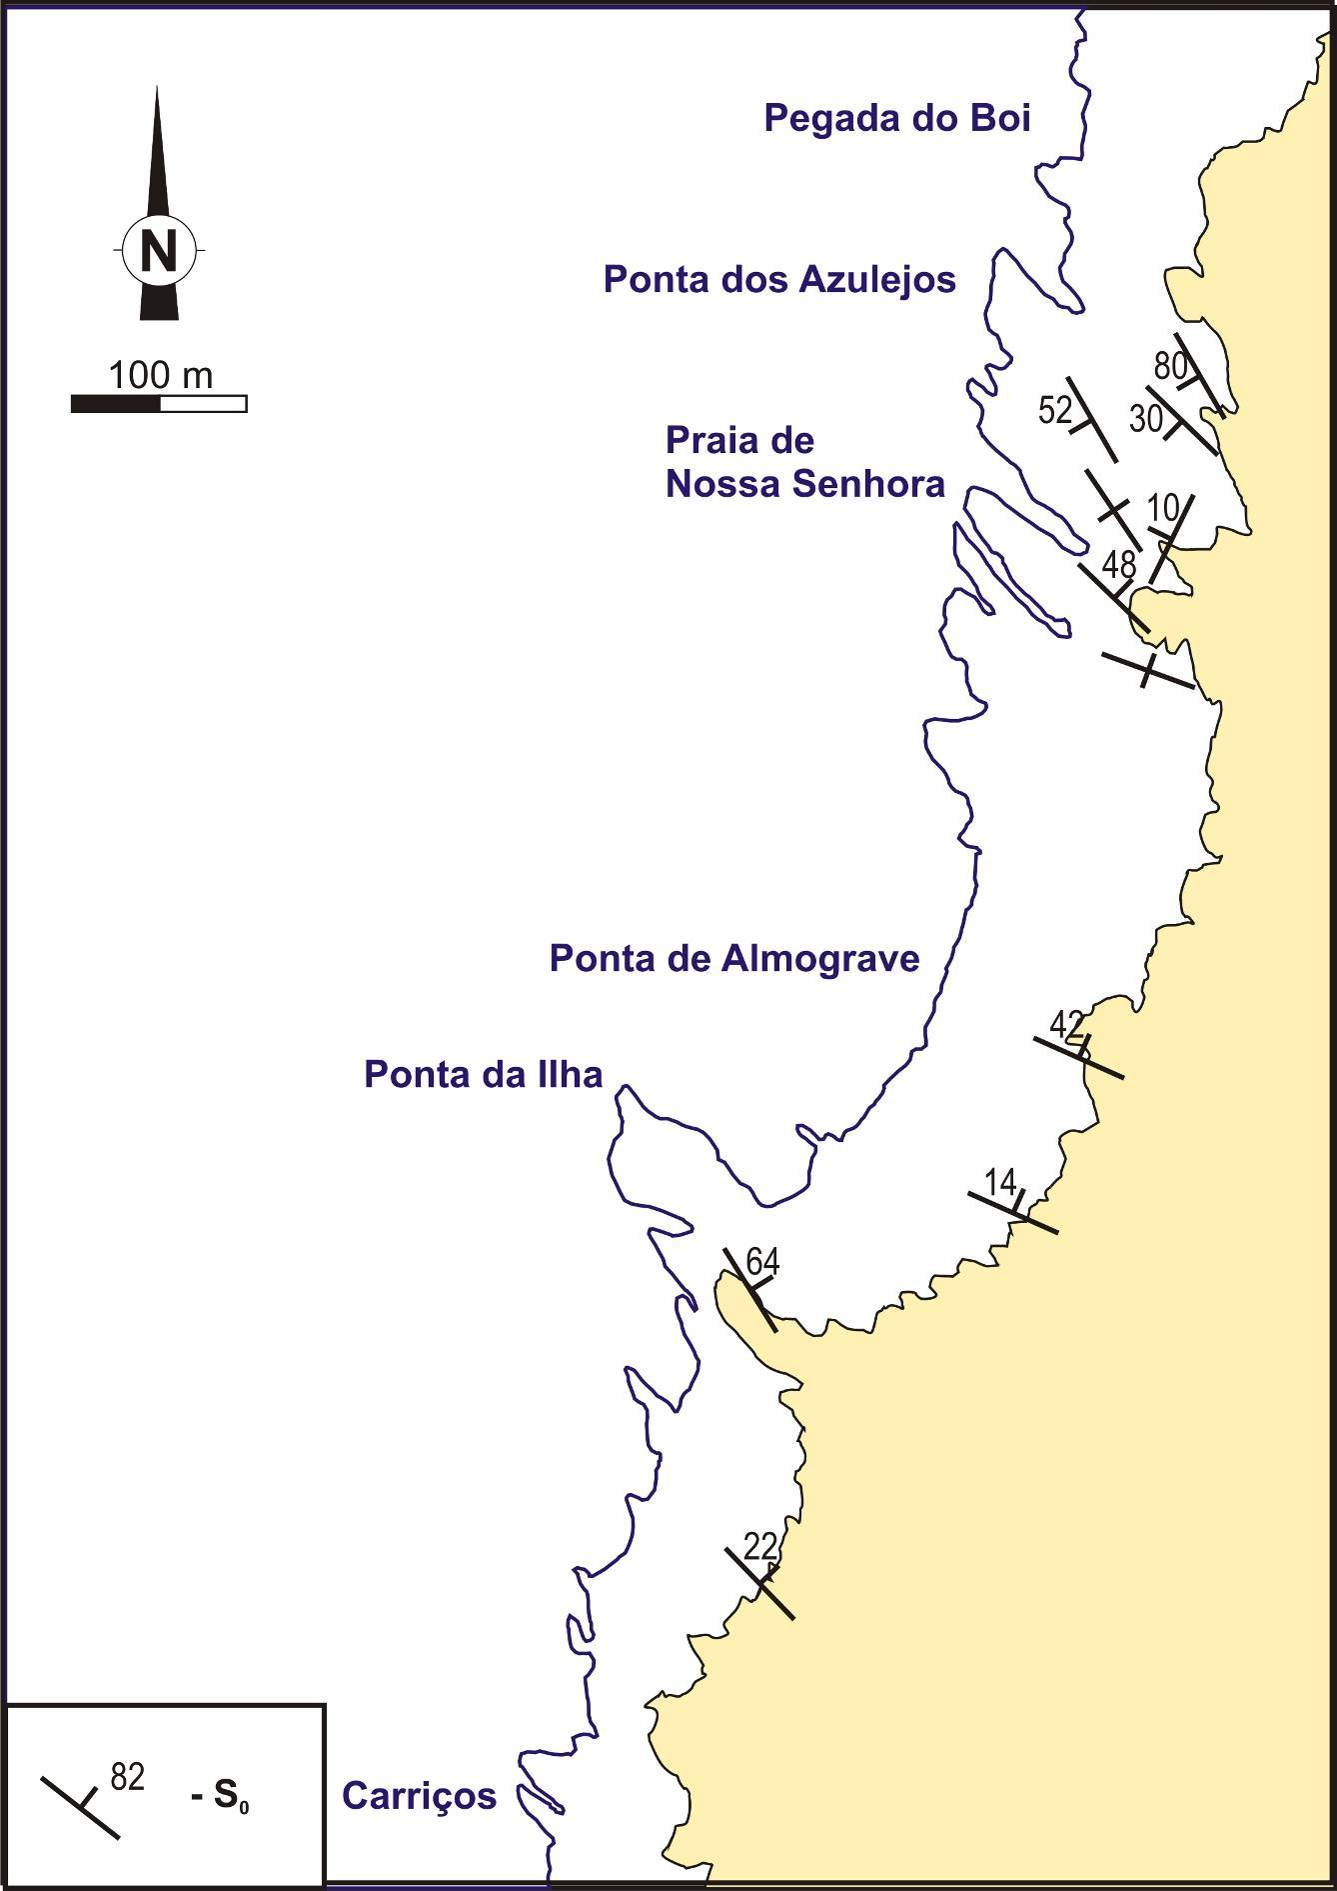 Pegada do Boi
N
Ponta dos Azulejos
100 m
80
52
30
Praia de
Nossa Senhora
10
48
Ponta de Almograve
42
Ponta da Ilha
14
64
22
82
- S0
Carriços